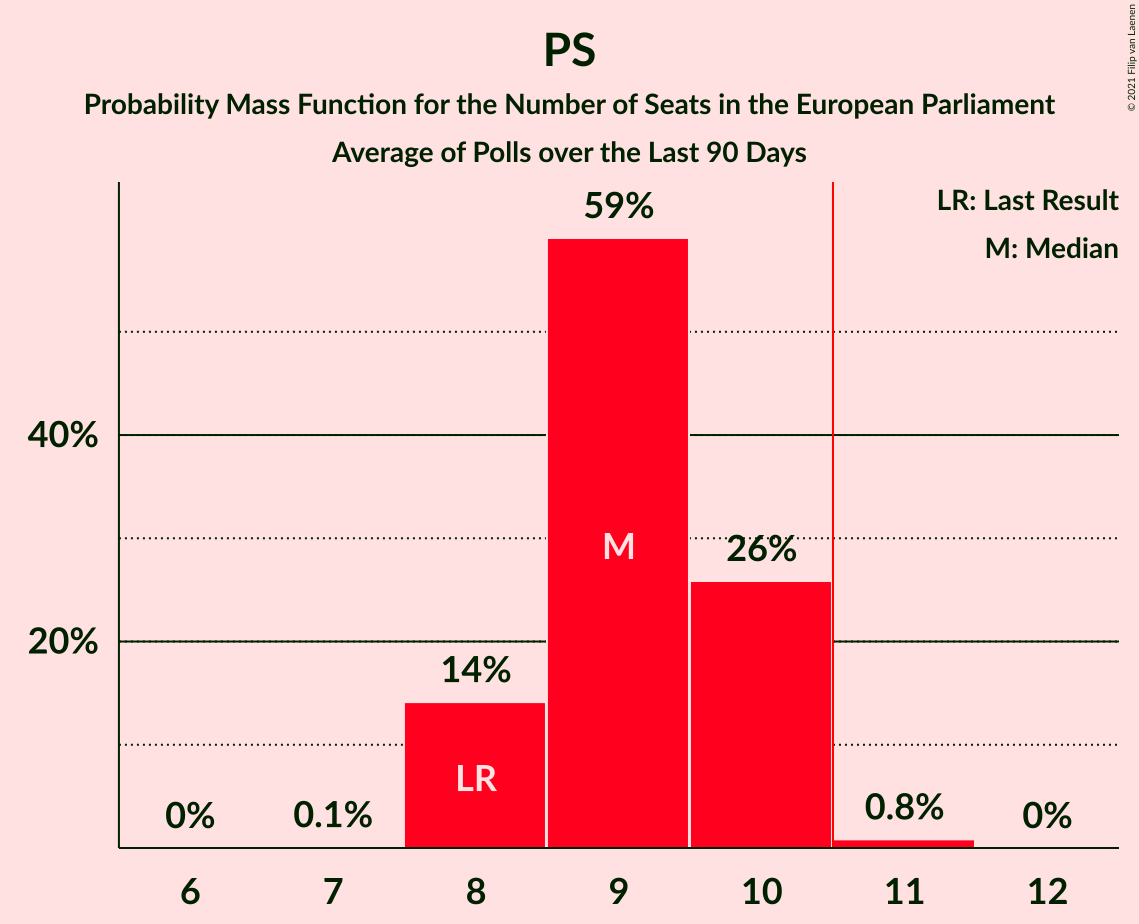 PS
Probability Mass Function for the Number of Seats in the European Parliament
Average of Polls over the Last 90 Days
© 2021 Filip van Laenen
LR: Last Result
M: Median
59%
40%
M
26%
20%
14%
LR
0%
0.1%
0.8%
0%
6 7 8 9 10 11 12